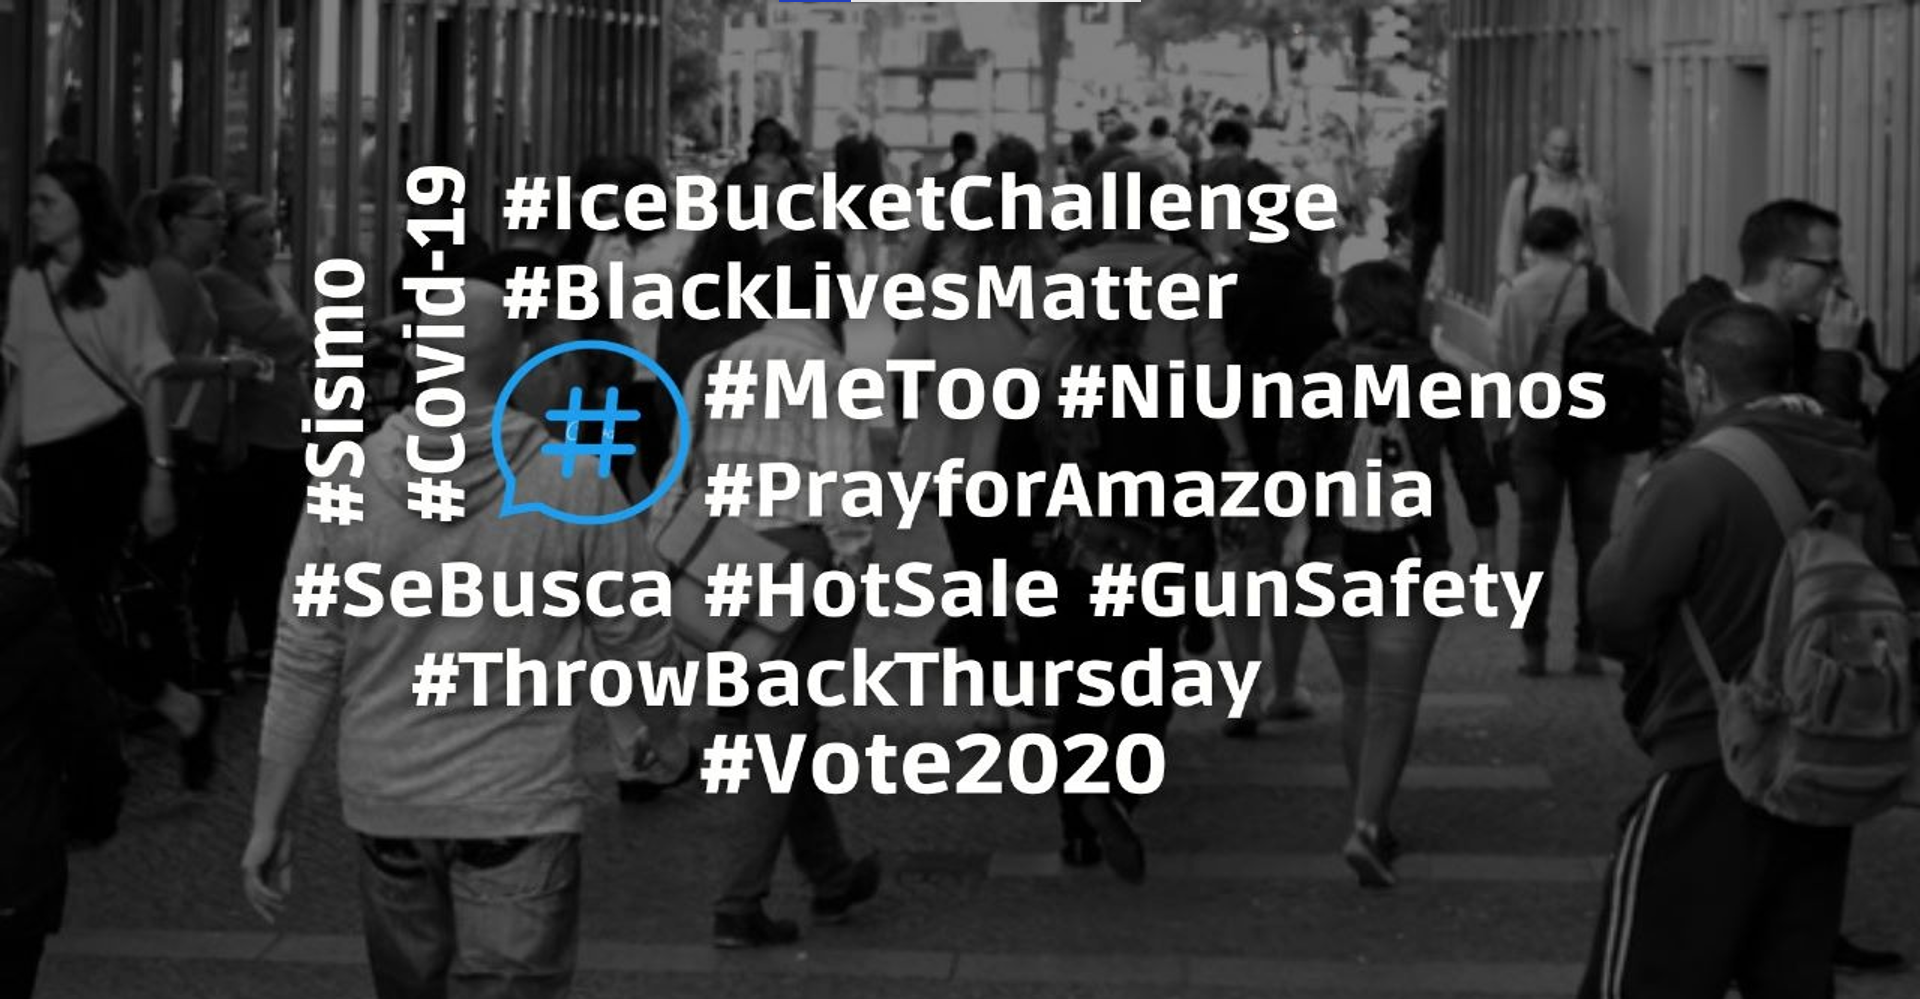 #Sismo
#Covid-19
#IceBucketChallenge
#BlackLivesMatter
#
#MeToo #NiUnaMenos
#PrayforAmazonia
#SeBusca #HotSale #GunSafety
#ThrowBackThursday
#Vote2020